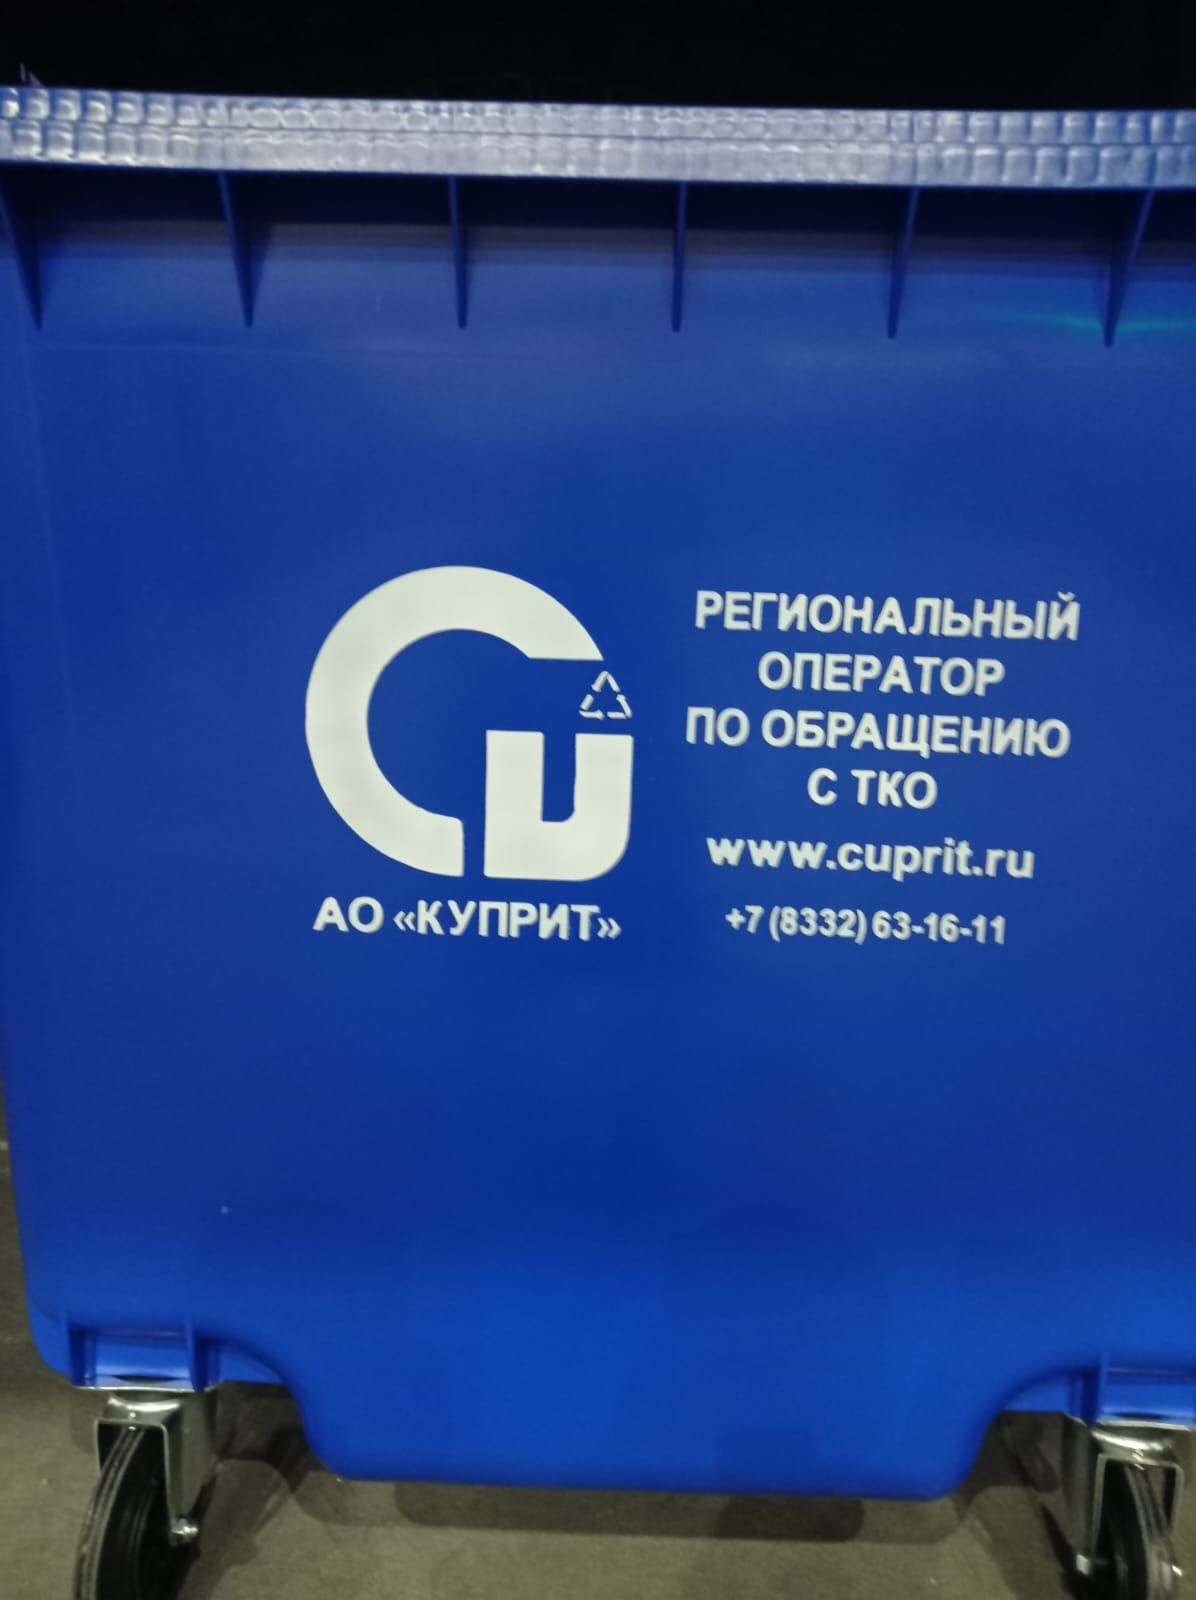 РЕГИОНАЛЬНЫЙ
ОПЕРАТОР
ПО ОБРАЩЕНИЮ
С ТКО
www.cuprit.ru
+7 (8332) 63-16-11
АО «КУПРИТ»